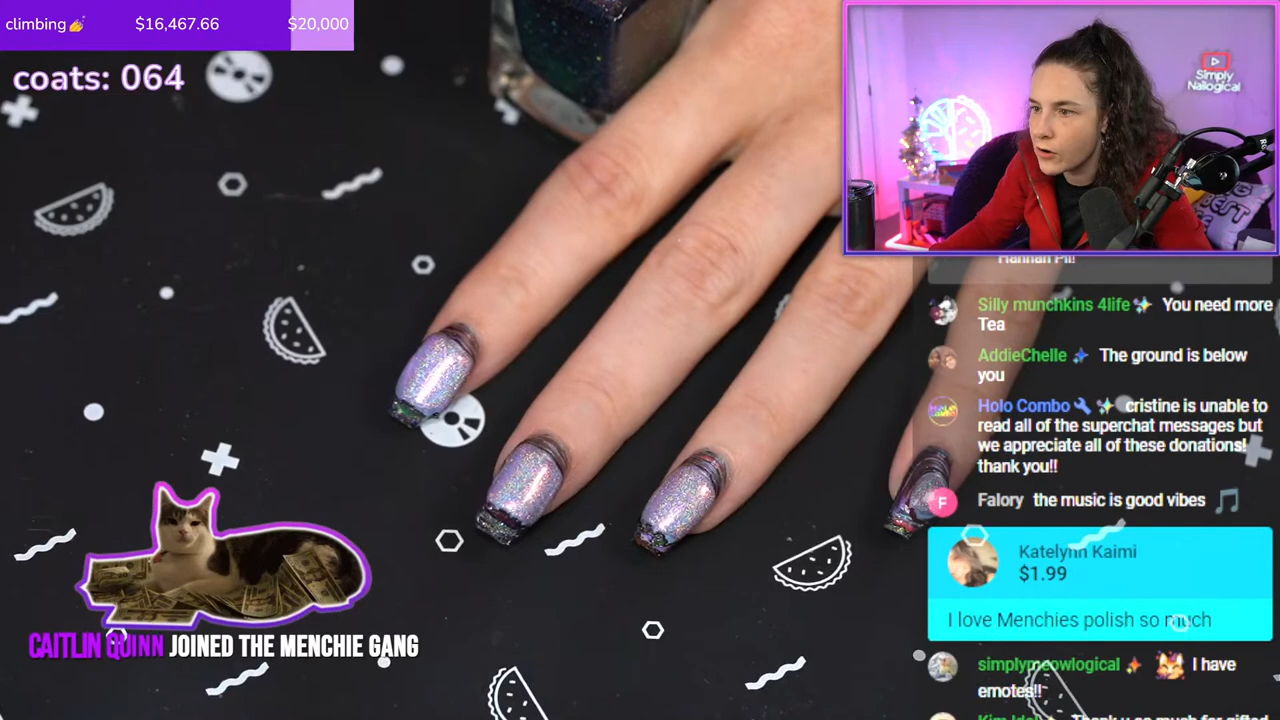 climbing💅 $16,467.66 $20,000
coats: 064
Simply
Nailogical
Hannah Pil!
Silly munchkins 4life✨ You need more
Tea
AddieChelle The ground is below
you
Holo Combo 🔧✨ cristine is unable to
read all of the superchat messages but
we appreciate all of these donations!
thank you!!
F Falory the music is good vibes 🎵
Katelynn Kaimi
$1.99
I love Menchies polish so much
CAITLIN QUINN JOINED THE MENCHIE GANG
simplymeowlogical I have
emotes!!